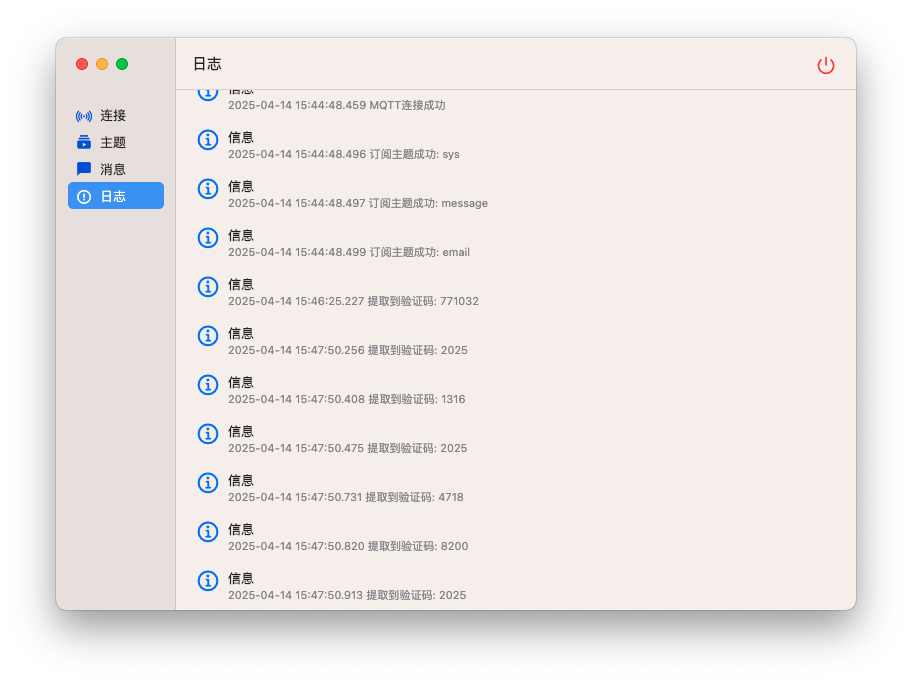 日志
连接
主题
消息
日志
信息
2025-04-14 15:44:48.459 MQTT连接成功
信息
2025-04-14 15:44:48.496 订阅主题成功: sys
信息
2025-04-14 15:44:48.497 订阅主题成功: message
信息
2025-04-14 15:44:48.499 订阅主题成功: email
信息
2025-04-14 15:46:25.227 提取到验证码: 771032
信息
2025-04-14 15:47:50.256 提取到验证码: 2025
信息
2025-04-14 15:47:50.408 提取到验证码: 1316
信息
2025-04-14 15:47:50.475 提取到验证码: 2025
信息
2025-04-14 15:47:50.731 提取到验证码: 4718
信息
2025-04-14 15:47:50.820 提取到验证码: 8200
信息
2025-04-14 15:47:50.913 提取到验证码: 2025